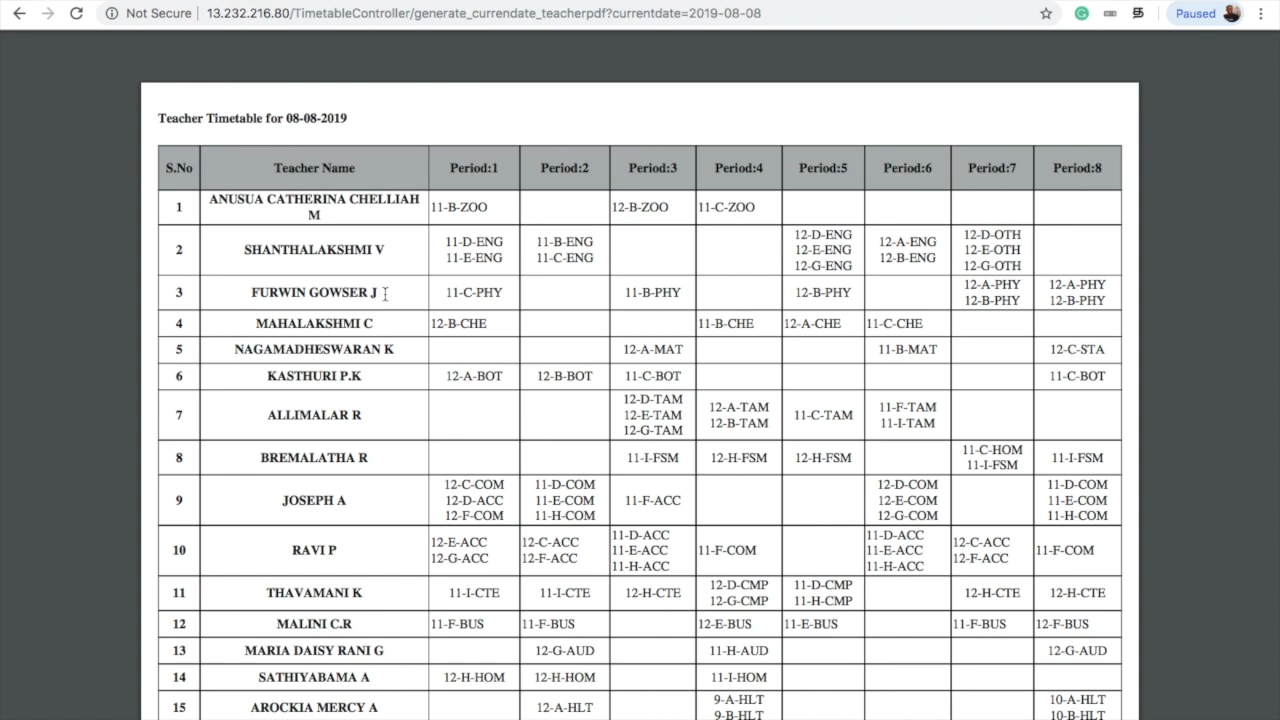 Not Secure 13.232.216.80/TimetableController/generate_currendate_teacherpdf?currentdate=2019-08-08 Paused
Teacher Timetable for 08-08-2019
S.No Teacher Name Period:1 Period:2 Period:3 Period:4 Period:5 Period:6 Period:7 Period:8
1 ANUSUA CATHERINA CHELLIAH 11-B-ZOO 12-B-ZOO 11-C-ZOO
M
12-D-ENG 12-D-OTH
11-D-ENG 11-B-ENG 12-A-ENG
2 SHANTHALAKSHMI V 12-E-ENG 12-E-OTH
11-E-ENG 11-C-ENG 12-B-ENG
12-G-ENG 12-G-OTH
12-A-PHY 12-A-PHY
3 FURWIN GOWSER J 11-C-PHY 11-B-PHY 12-B-PHY
12-B-PHY 12-B-PHY
4 MAHALAKSHMI C 12-B-CHE 11-B-CHE 12-A-CHE 11-C-CHE
5 NAGAMADHESWARAN K 12-A-MAT 11-B-MAT 12-C-STA
6 KASTHURI P.K 12-A-BOT 12-B-BOT 11-C-BOT 11-C-BOT
12-D-TAM
12-A-TAM 11-F-TAM
7 ALLIMALAR R 12-E-TAM 11-C-TAM
12-B-TAM 11-I-TAM
12-G-TAM
11-C-HOM
8 BREMALATHA R 11-I-FSM 12-H-FSM 12-H-FSM 11-I-FSM
11-I-FSM
12-C-COM 11-D-COM 12-D-COM 11-D-COM
9 JOSEPH A 12-D-ACC 11-E-COM 11-F-ACC 12-E-COM 11-E-COM
12-F-COM 11-H-COM 12-G-COM 11-H-COM
11-D-ACC 11-D-ACC
12-E-ACC 12-C-ACC 12-C-ACC
10 RAVI P 11-E-ACC 11-F-COM 11-E-ACC 11-F-COM
12-G-ACC 12-F-ACC 12-F-ACC
11-H-ACC 11-H-ACC
12-D-CMP 11-D-CMP
11 THAVAMANI K 11-I-CTE 11-I-CTE 12-H-CTE 12-H-CTE 12-H-CTE
12-G-CMP 11-H-CMP
12 MALINI C.R 11-F-BUS 11-F-BUS 12-E-BUS 11-E-BUS 11-F-BUS 12-F-BUS
13 MARIA DAISY RANI G 12-G-AUD 11-H-AUD 12-G-AUD
14 SATHIYABAMA A 12-H-HOM 12-H-HOM 11-I-HOM
9-A-HLT 10-A-HLT
15 AROCKIA MERCY A 12-A-HLT
9-B-HLT 10-B-HLT